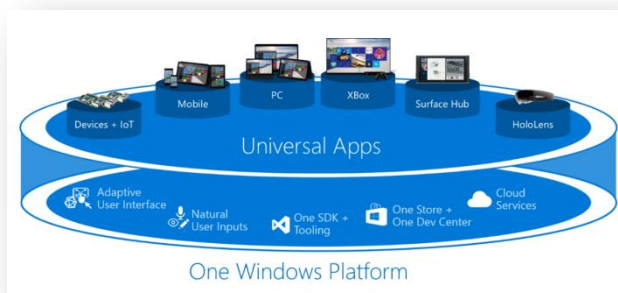 Devices + IoT
Mobile
PC
XBox
Surface Hub
HoloLens
Universal Apps
Adaptive
User Interface
Natural
User Inputs
One SDK +
Tooling
One Store +
One Dev Center
Cloud
Services
One Windows Platform